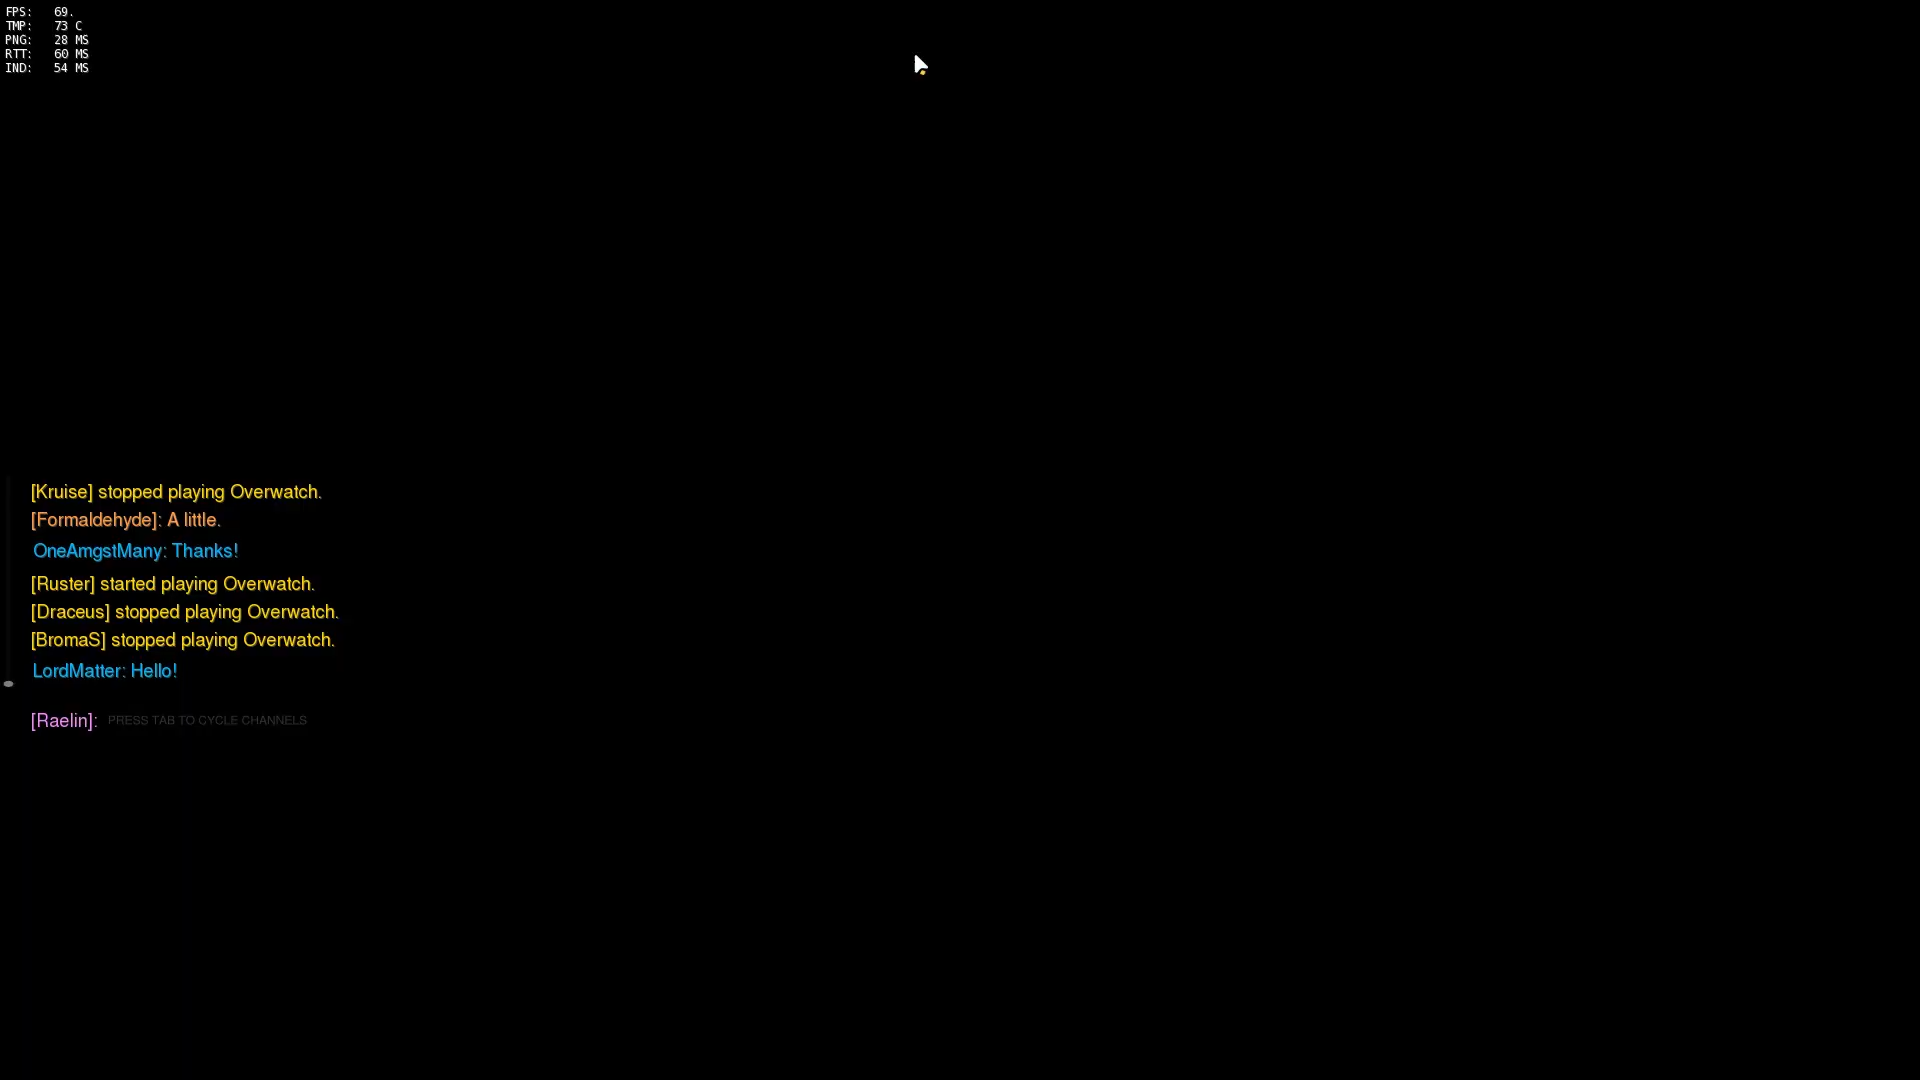 FPS: 69.
TMP: 73 C
PNG: 28 MS
RTT: 60 MS
IND: 54 MS
[Kruise] stopped playing Overwatch.
[Formaldehyde]: A little.
OneAmgstMany: Thanks!
[Ruster] started playing Overwatch.
[Draceus] stopped playing Overwatch.
[BromaS] stopped playing Overwatch.
LordMatter: Hello!
[Raelin]: PRESS TAB TO CYCLE CHANNELS